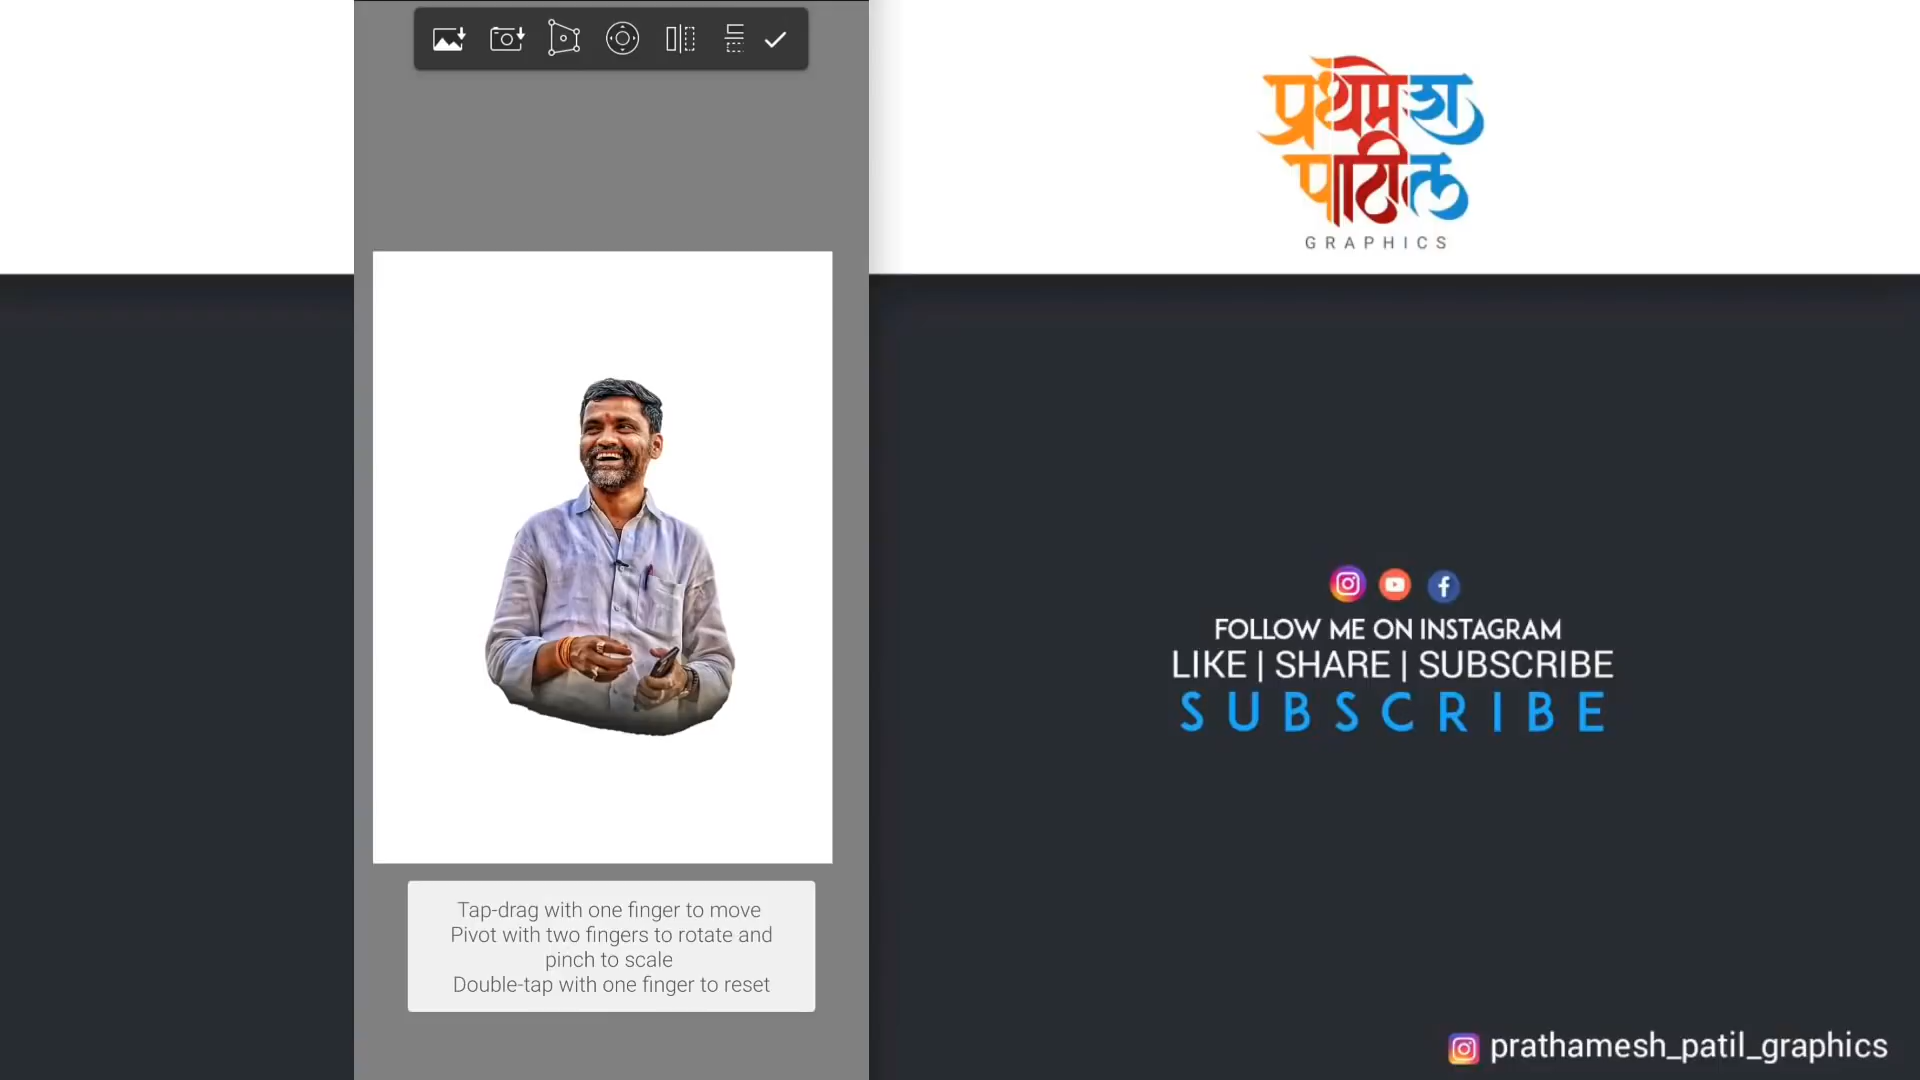 प्रथमेश
पाटील
GRAPHICS
FOLLOW ME ON INSTAGRAM
LIKE | SHARE | SUBSCRIBE
SUBSCRIBE
Tap-drag with one finger to move
Pivot with two fingers to rotate and
pinch to scale
Double-tap with one finger to reset
prathamesh_patil_graphics